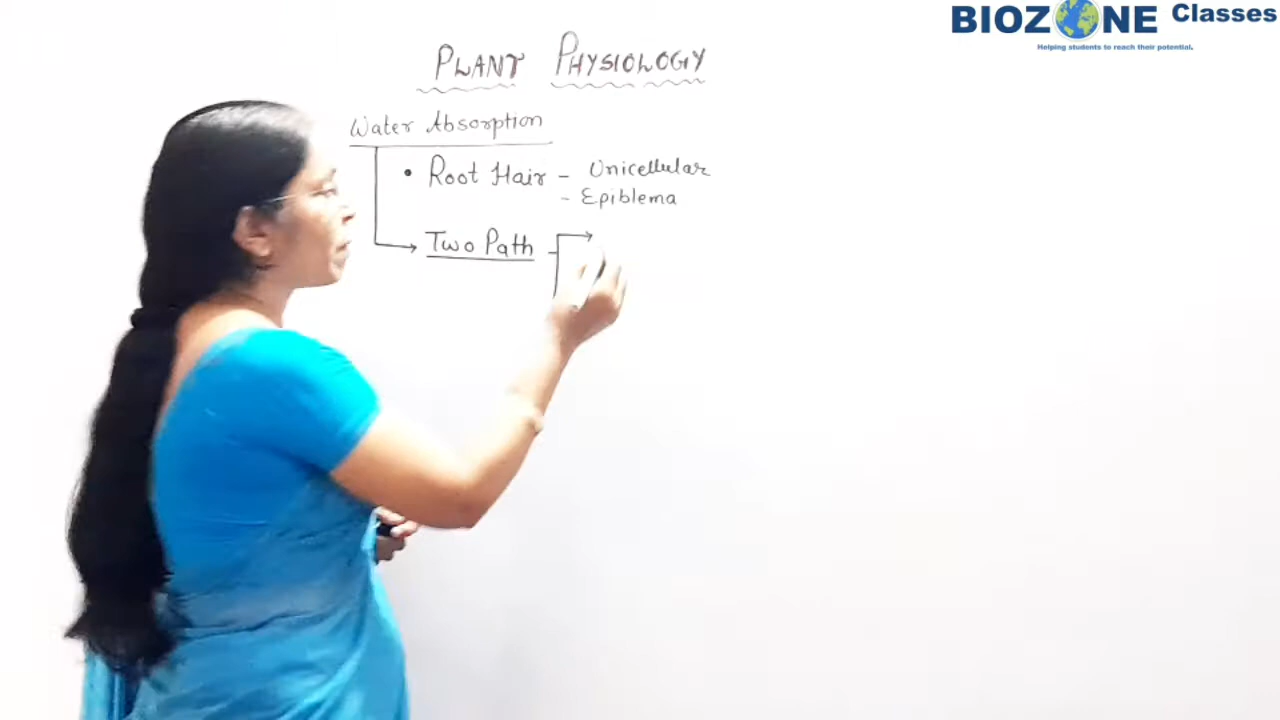 BIOZONE Classes
Helping students to reach their potential.
PLANT PHYSIOLOGY
Water Absorption
• Root Hair - Unicellular
- Epiblema
Two Path